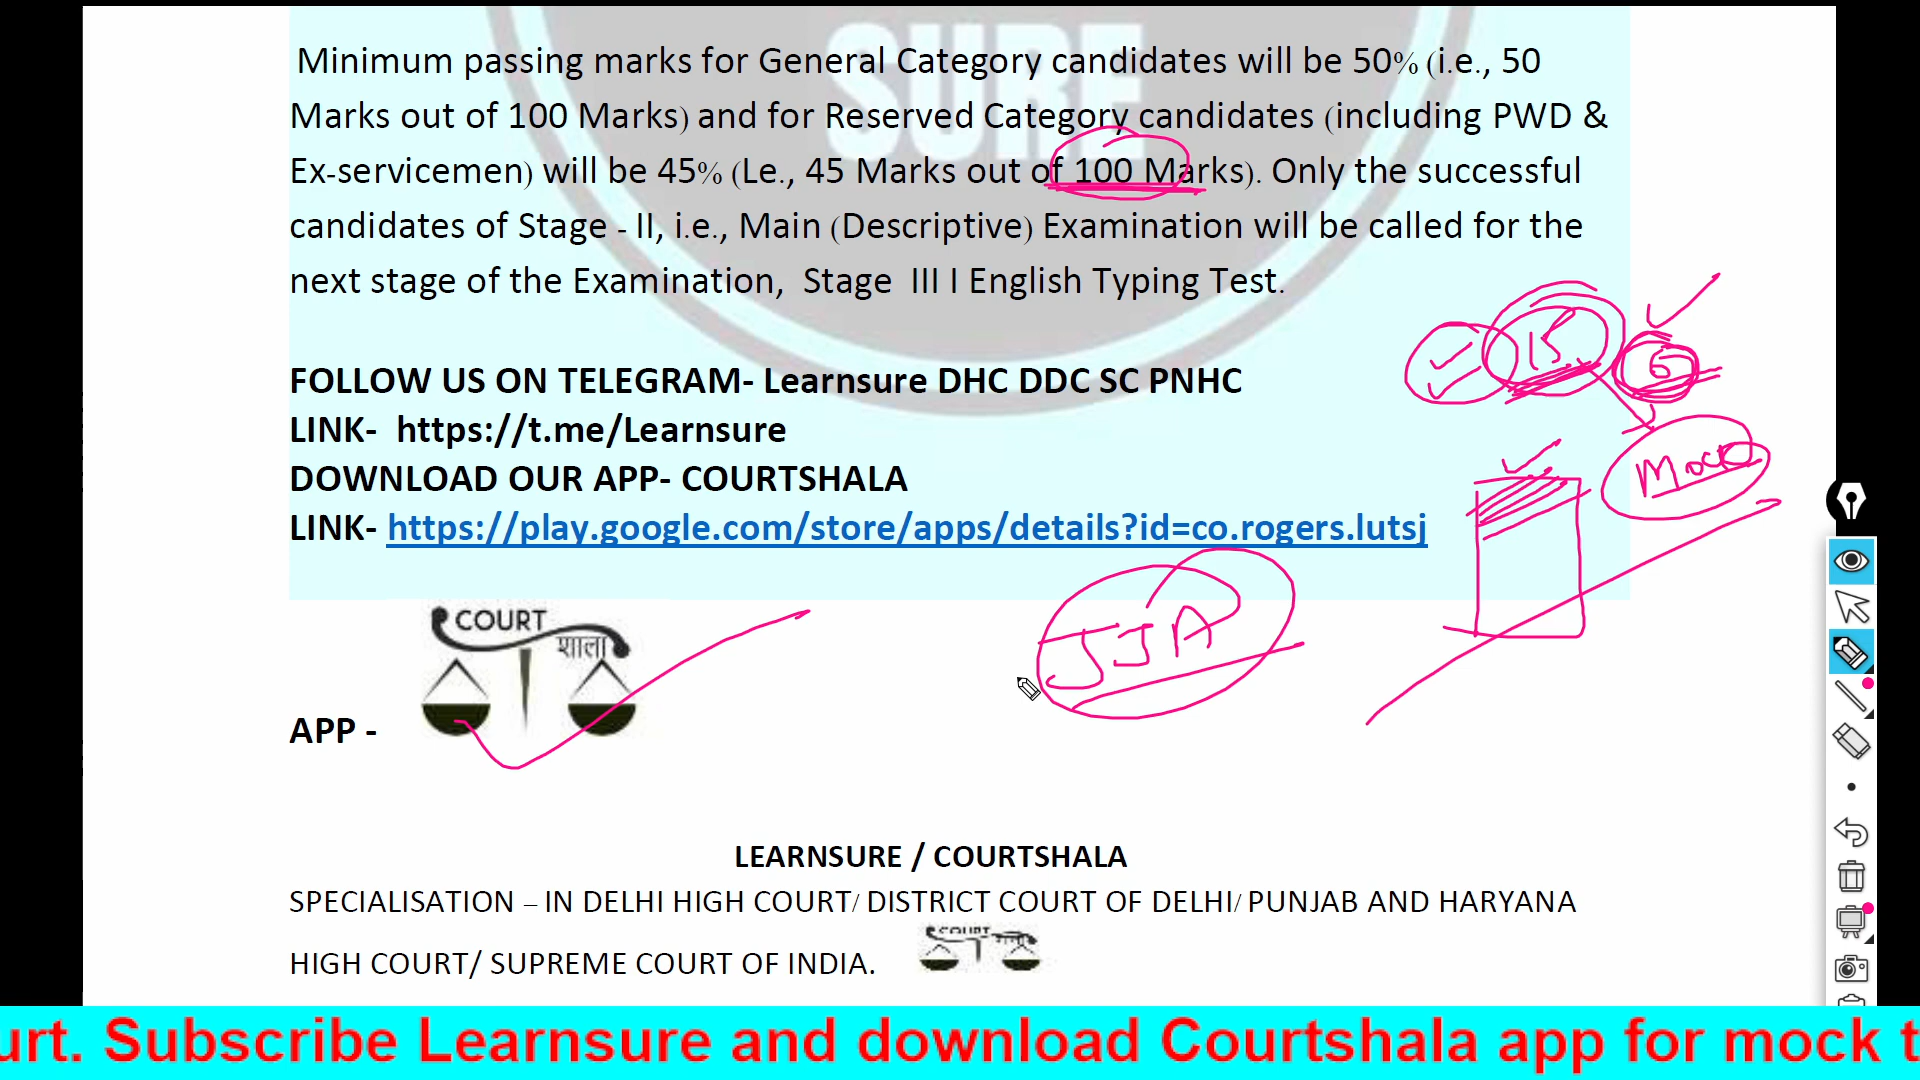 SURE
Minimum passing marks for General Category candidates will be 50% (i.e., 50
Marks out of 100 Marks) and for Reserved Category candidates (including PWD &
Ex-servicemen) will be 45% (Le., 45 Marks out of 100 Marks). Only the successful
candidates of Stage - II, i.e., Main (Descriptive) Examination will be called for the
next stage of the Examination, Stage III I English Typing Test.
15
5
FOLLOW US ON TELEGRAM- Learnsure DHC DDC SC PNHC
LINK- https://t.me/Learnsure
Mock
DOWNLOAD OUR APP- COURTSHALA
LINK- https://play.google.com/store/apps/details?id=co.rogers.lutsj
COURT
शाला
JJA
APP -
LEARNSURE / COURTSHALA
SPECIALISATION – IN DELHI HIGH COURT/ DISTRICT COURT OF DELHI/ PUNJAB AND HARYANA
HIGH COURT/ SUPREME COURT OF INDIA.
COURT
urt. Subscribe Learnsure and download Courtshala app for mock t